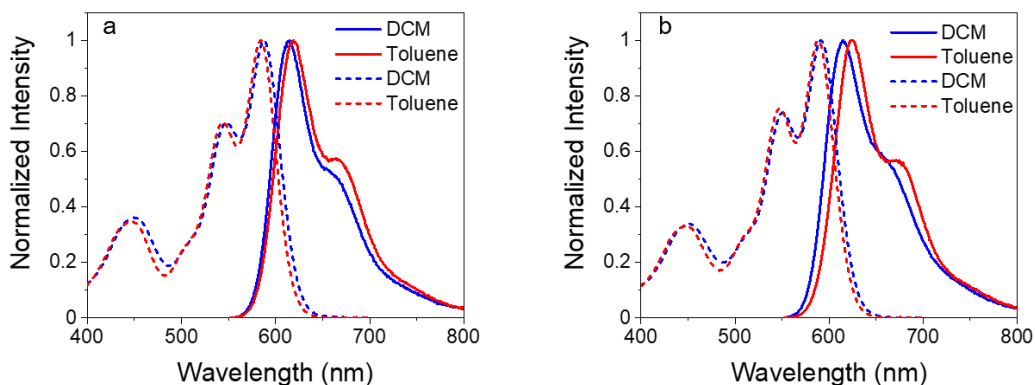 a
DCM
Toluene
DCM
Toluene
1
0.8
0.6
0.4
0.2
0
400 500 600 700 800
Normalized Intensity
Wavelength (nm)
b
DCM
Toluene
DCM
Toluene
1
0.8
0.6
0.4
0.2
0
400 500 600 700 800
Normalized Intensity
Wavelength (nm)